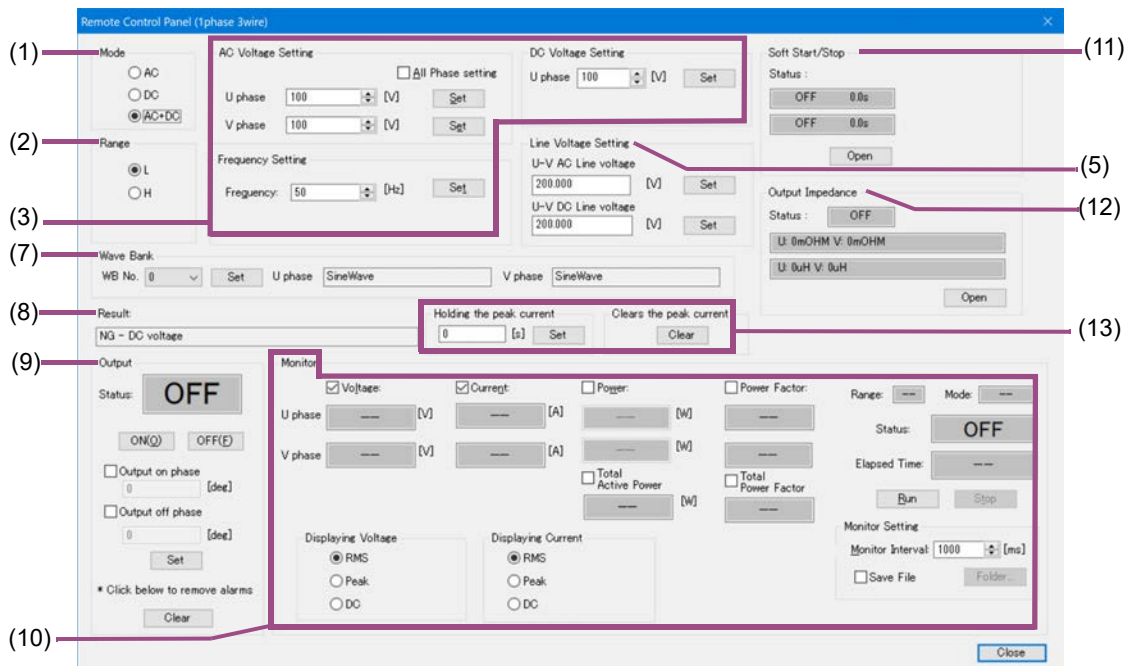 Remote Control Panel (1phase 3wire)
(1)
Mode
AC
DC
AC+DC
(2)
Range
L
H
(3)
AC Voltage Setting
All Phase setting
U phase 100 [V] Set
V phase 100 [V] Set
Frequency Setting
Frequency: 50 [Hz] Set
DC Voltage Setting
U phase 100 [V] Set
Line Voltage Setting
(5)
U-V AC Line voltage
200.000 [V] Set
U-V DC Line voltage
200.000 [V] Set
Soft Start/Stop
(11)
Status :
OFF 0.0s
OFF 0.0s
Open
Output Impedance
(12)
Status : OFF
U: 0mOHM V: 0mOHM
U: 0uH V: 0uH
Open
(7)
Wave Bank
WB No. 0 Set U phase SineWave V phase SineWave
(8)
Result:
NG - DC voltage
Holding the peak current
0 [s] Set
Clears the peak current
Clear
(13)
(9)
Output
Status: OFF
ON(O) OFF(F)
Output on phase
0 [deg]
Output off phase
0 [deg]
Set
* Click below to remove alarms
Clear
(10)
Monitor
Voltage: Current: Power: Power Factor:
U phase -- [V] -- [A] -- [W] --
V phase -- [V] -- [A] -- [W] --
Total
Active Power
-- [W]
Total
Power Factor
--
Range: -- Mode: --
Status: OFF
Elapsed Time: --
Run Stop
Monitor Setting
Monitor Interval: 1000 [ms]
Save File Folder...
Displaying Voltage
RMS
Peak
DC
Displaying Current
RMS
Peak
DC
Close